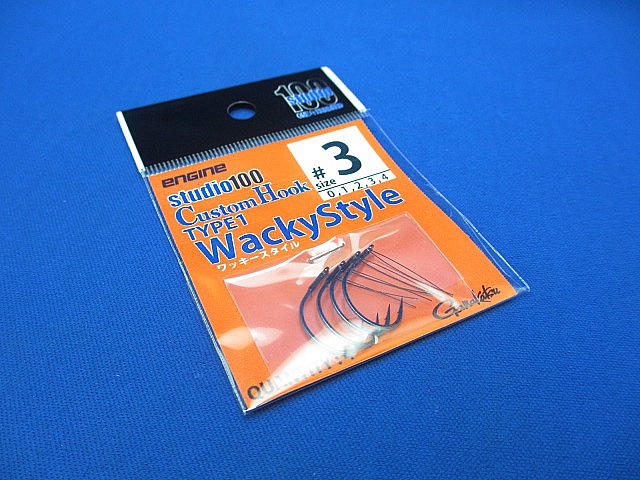 100
studio
engine
studio100
Custom Hook
TYPE1
WackyStyle
ワッキースタイル
# 3
size
0,1,2,3,4
Gamakatsu